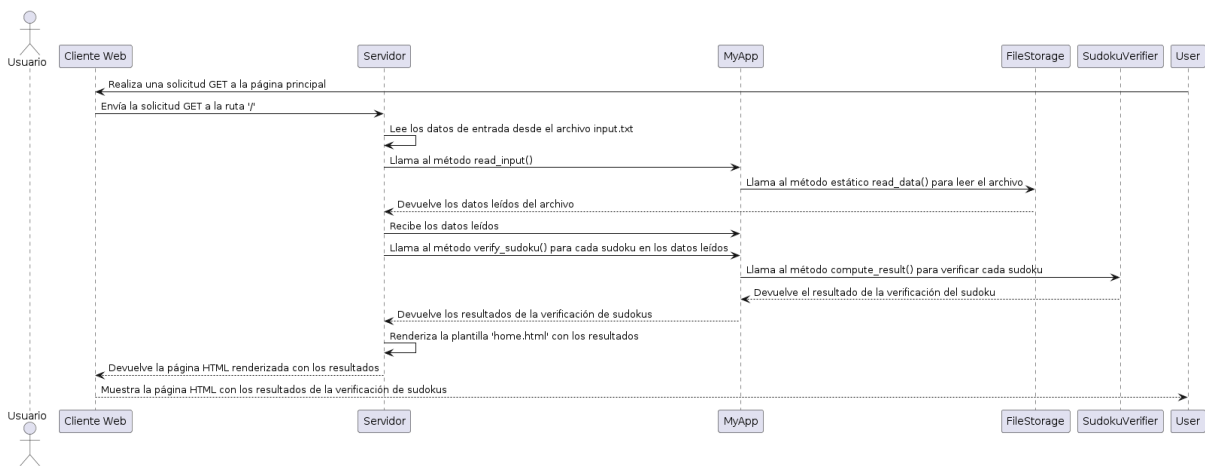 Usuario
Cliente Web
Servidor
MyApp
FileStorage
SudokuVerifier
User
Realiza una solicitud GET a la página principal
Envía la solicitud GET a la ruta '/'
Lee los datos de entrada desde el archivo input.txt
Llama al método read_input()
Llama al método estático read_data() para leer el archivo
Devuelve los datos leídos del archivo
Recibe los datos leídos
Llama al método verify_sudoku() para cada sudoku en los datos leídos
Llama al método compute_result() para verificar cada sudoku
Devuelve el resultado de la verificación del sudoku
Devuelve los resultados de la verificación de sudokus
Renderiza la plantilla 'home.html' con los resultados
Devuelve la página HTML renderizada con los resultados
Muestra la página HTML con los resultados de la verificación de sudokus
Usuario
Cliente Web
Servidor
MyApp
FileStorage
SudokuVerifier
User